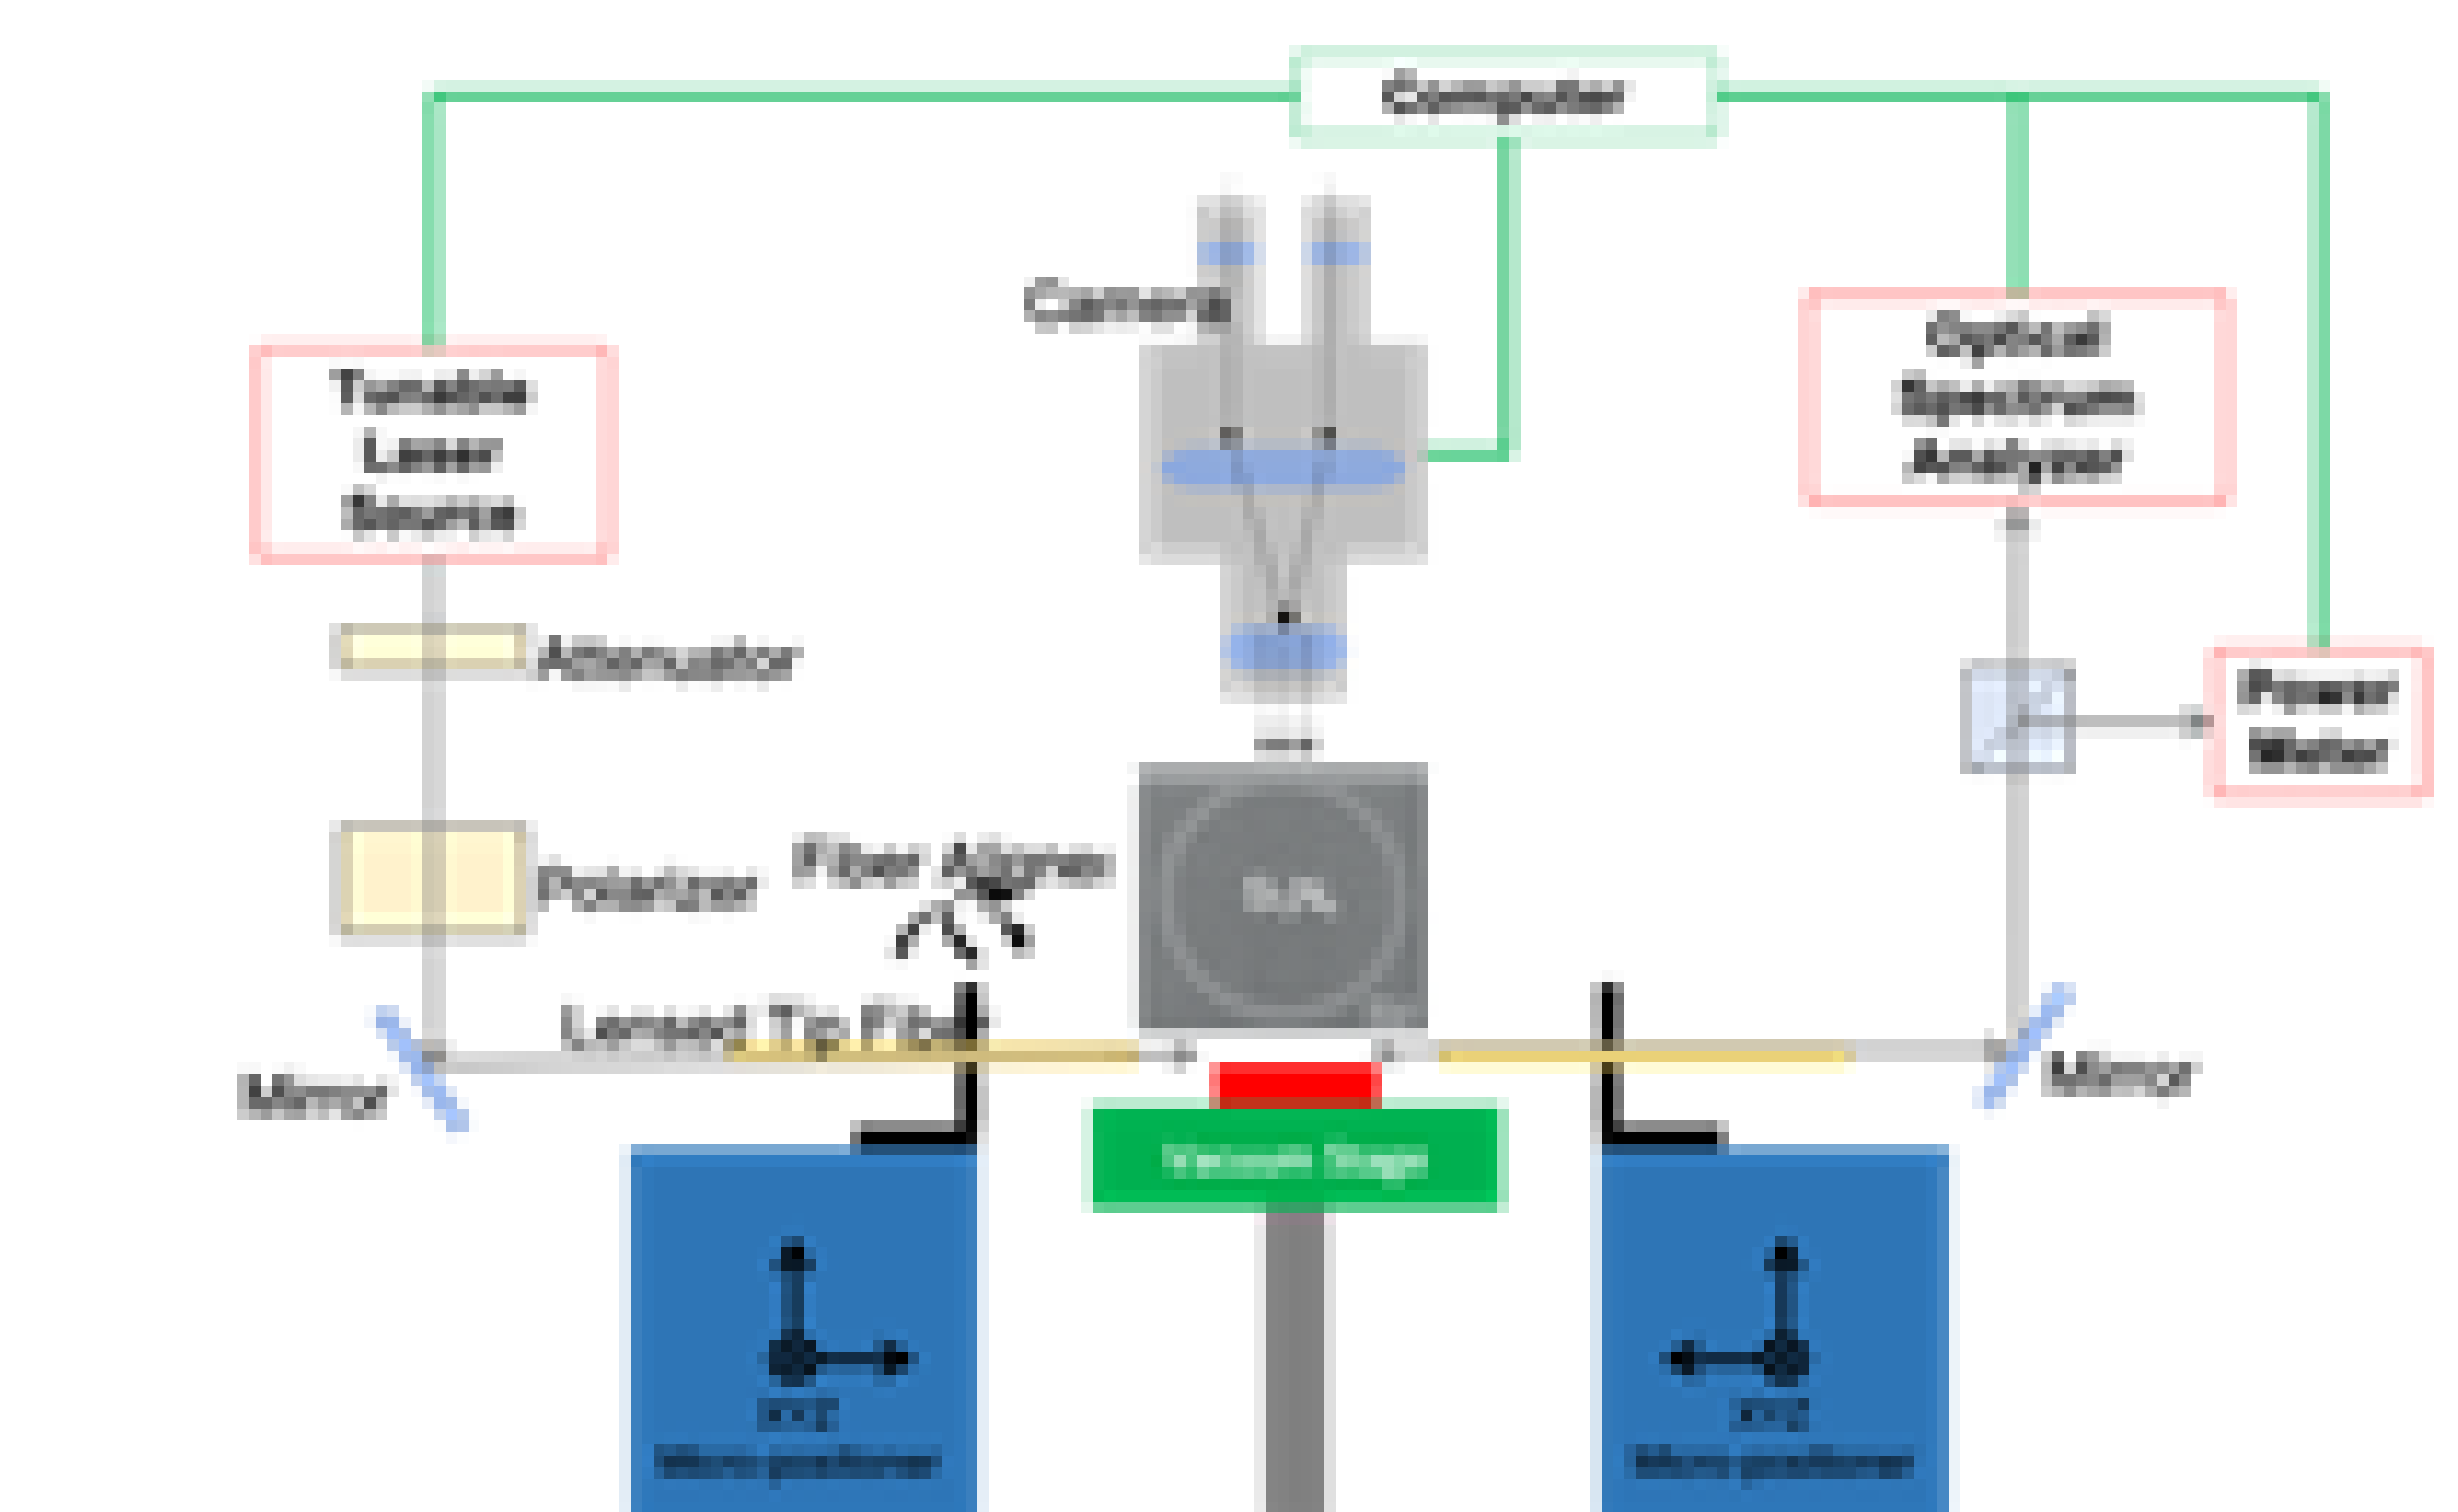 Computer
Camera
Optical
Spectrum
Analyzer
Tunable
Laser
Source
Attenuator
Power
Meter
Polarizer
Fiber Aligner
Lensed Tip Fiber
Mirror
Mirror
Vacuum Stage
XYZ
Micro positioner
XYZ
Micro positioner